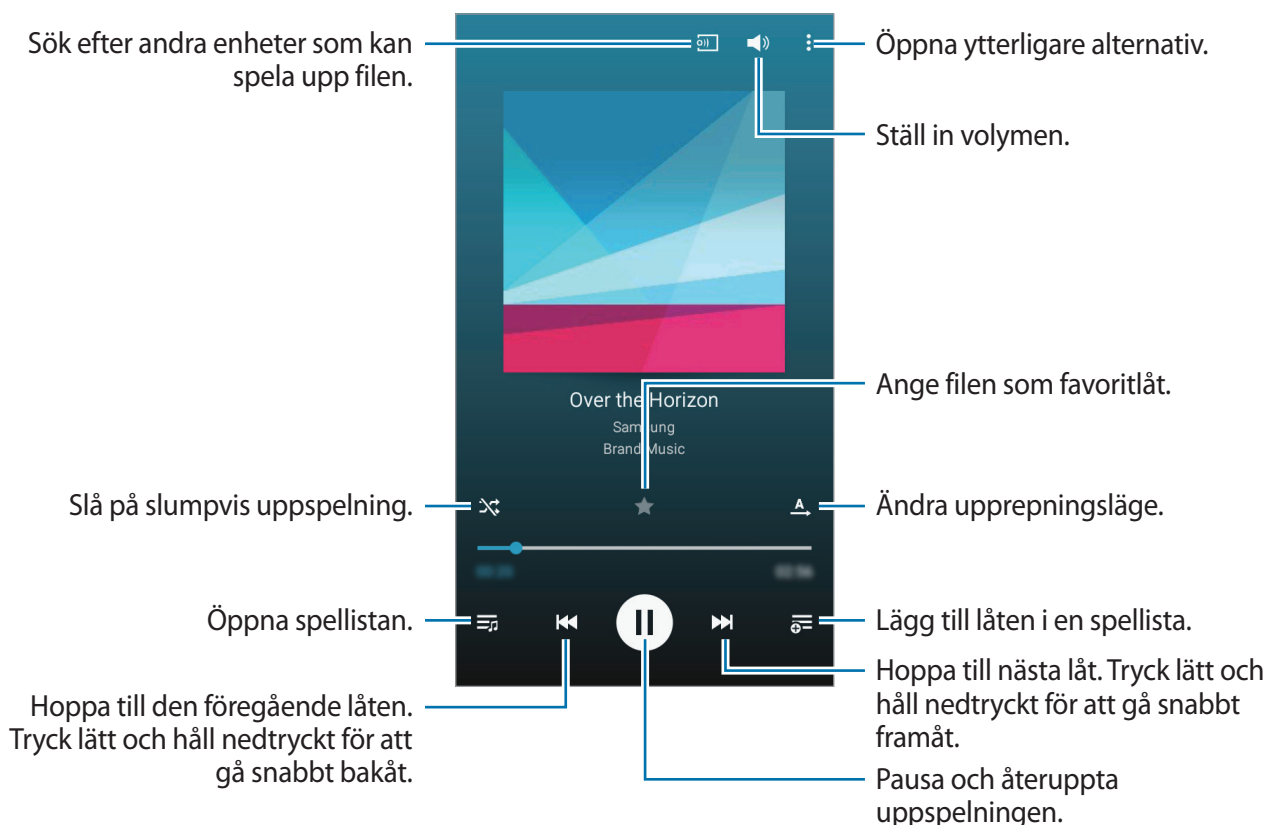 Sök efter andra enheter som kan
spela upp filen.
Öppna ytterligare alternativ.
Ställ in volymen.
Over the Horizon
Samsung
Brand Music
Ange filen som favoritlåt.
Slå på slumpvis uppspelning.
A
Ändra upprepningsläge.
Öppna spellistan.
Lägg till låten i en spellista.
Hoppa till den föregående låten.
Tryck lätt och håll nedtryckt för att
gå snabbt bakåt.
Hoppa till nästa låt. Tryck lätt och
håll nedtryckt för att gå snabbt
framåt.
Pausa och återuppta
uppspelningen.